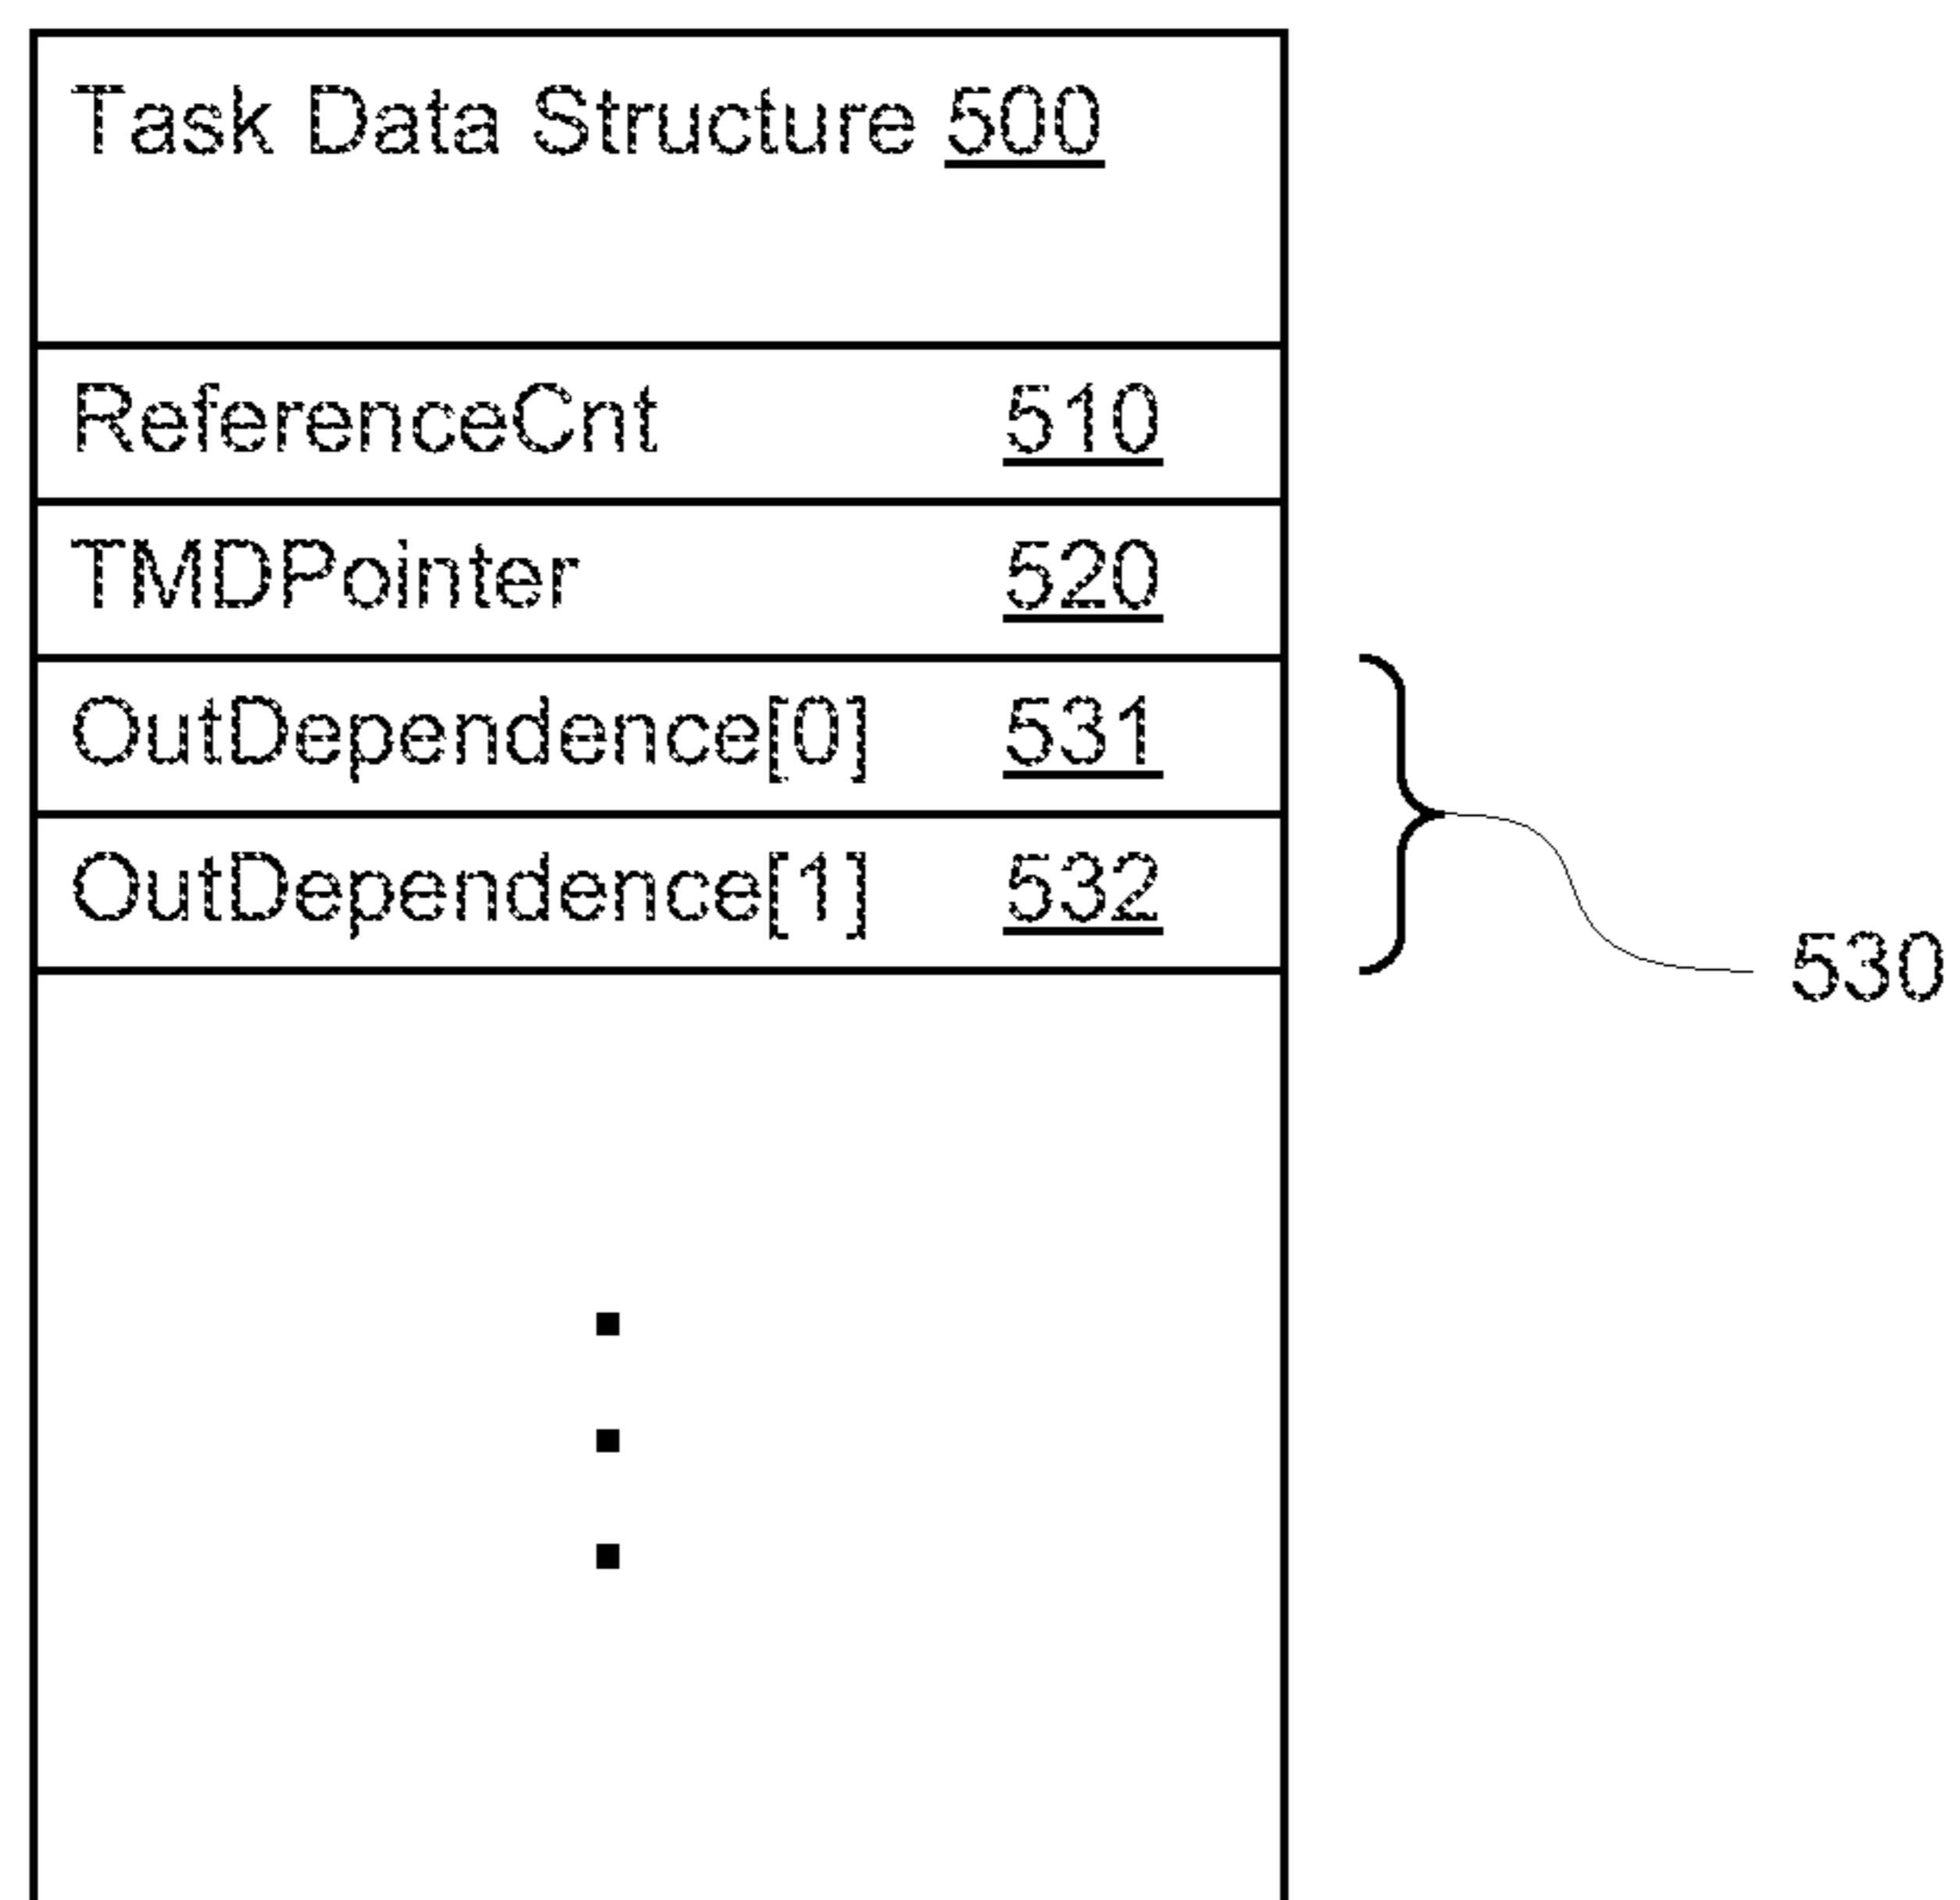 Task Data Structure 500
ReferenceCnt 510
TMDPointer 520
OutDependence[0] 531
OutDependence[1] 532
530